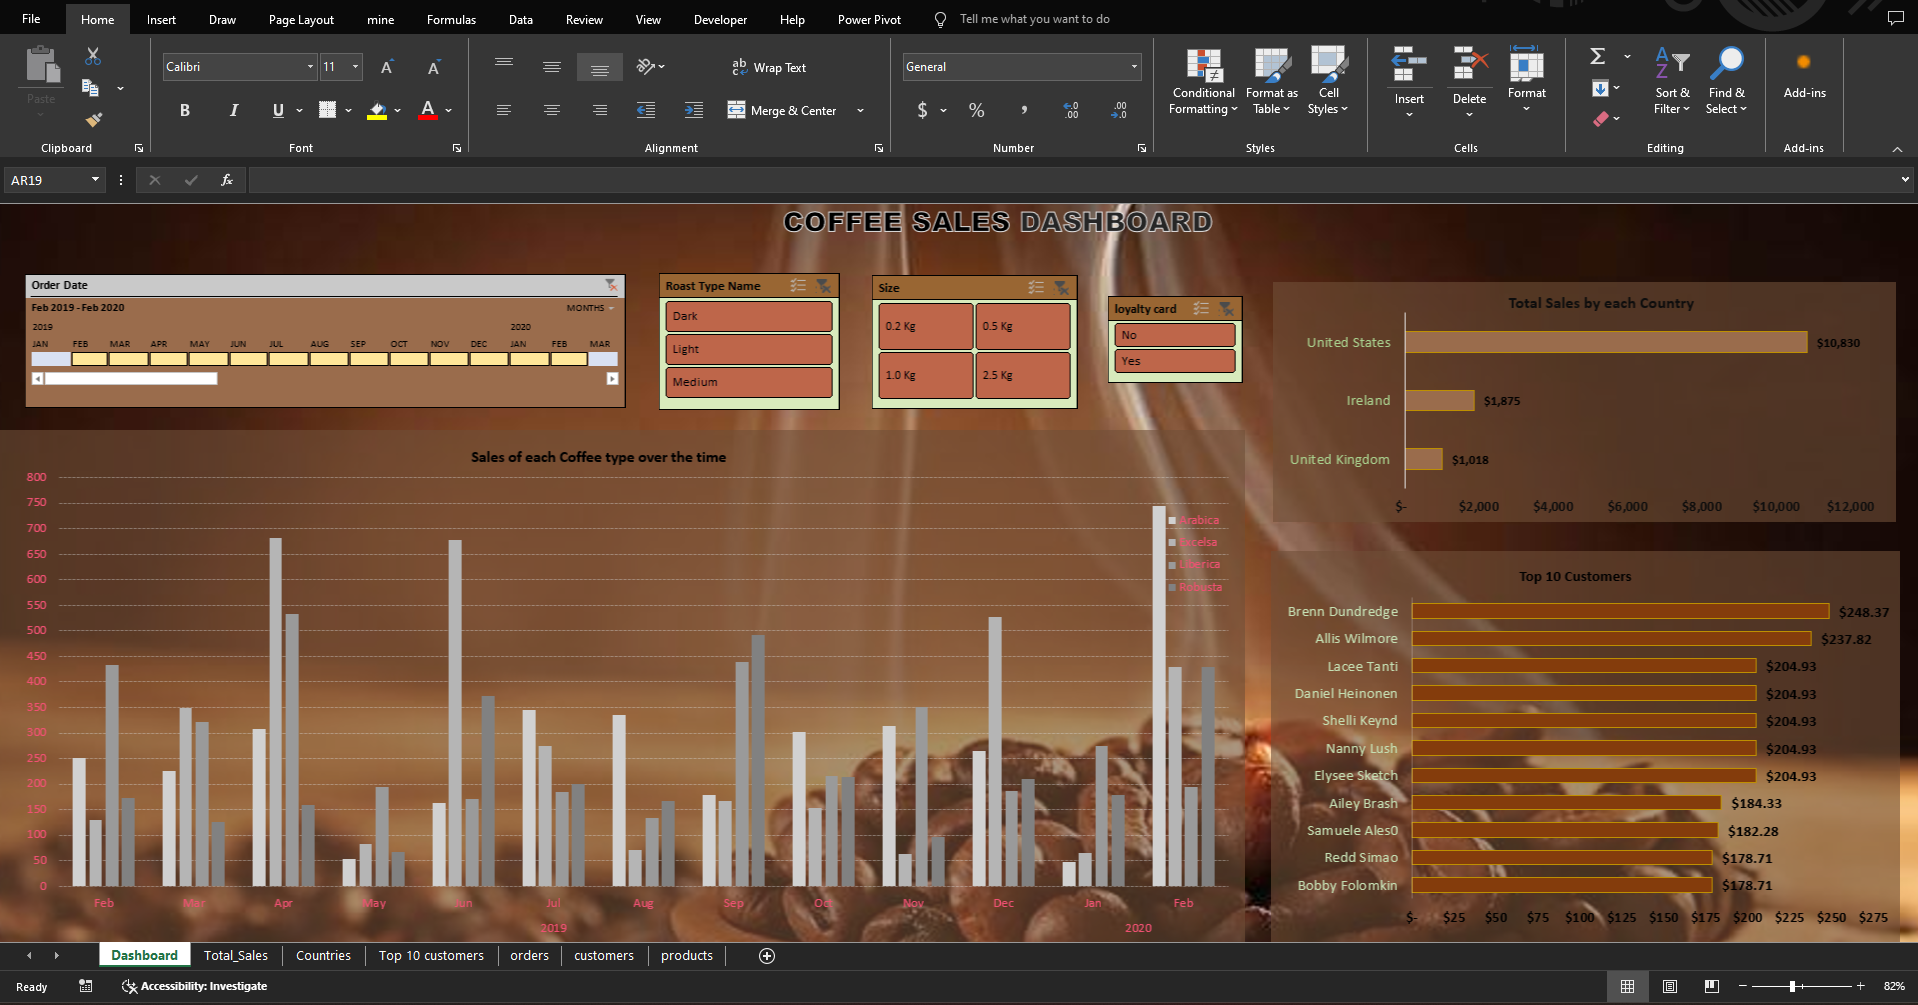 File Home Insert Draw Page Layout mine Formulas Data Review View Developer Help Power Pivot Tell me what you want to do
Paste
Clipboard
Calibri 11
B I U
Font
Wrap Text
Merge & Center
Alignment
General
$ % ,
Number
Conditional Formatting
Format as Table
Cell Styles
Styles
Insert
Delete
Format
Cells
Sort & Filter
Find & Select
Editing
Add-ins
Add-ins
AR19
fx
COFFEE SALES DASHBOARD
Order Date
Feb 2019 - Feb 2020 MONTHS
2019 2020
JAN FEB MAR APR MAY JUN JUL AUG SEP OCT NOV DEC JAN FEB MAR
Roast Type Name
Dark
Light
Medium
Size
0.2 Kg 0.5 Kg
1.0 Kg 2.5 Kg
loyalty card
No
Yes
Total Sales by each Country
United States $10,830
Ireland $1,875
United Kingdom $1,018
$- $2,000 $4,000 $6,000 $8,000 $10,000 $12,000
Sales of each Coffee type over the time
800
750
700
650
600
550
500
450
400
350
300
250
200
150
100
50
0
Arabica
Excelsa
Liberica
Robusta
Feb Mar Apr May Jun Jul Aug Sep Oct Nov Dec Jan Feb
2019 2020
Top 10 Customers
Brenn Dundredge $248.37
Allis Wilmore $237.82
Lacee Tanti $204.93
Daniel Heinonen $204.93
Shelli Keynd $204.93
Nanny Lush $204.93
Elysee Sketch $204.93
Ailey Brash $184.33
Samuele Ales0 $182.28
Redd Simao $178.71
Bobby Folomkin $178.71
$- $25 $50 $75 $100 $125 $150 $175 $200 $225 $250 $275
Dashboard Total_Sales Countries Top 10 customers orders customers products
Ready Accessibility: Investigate 82%